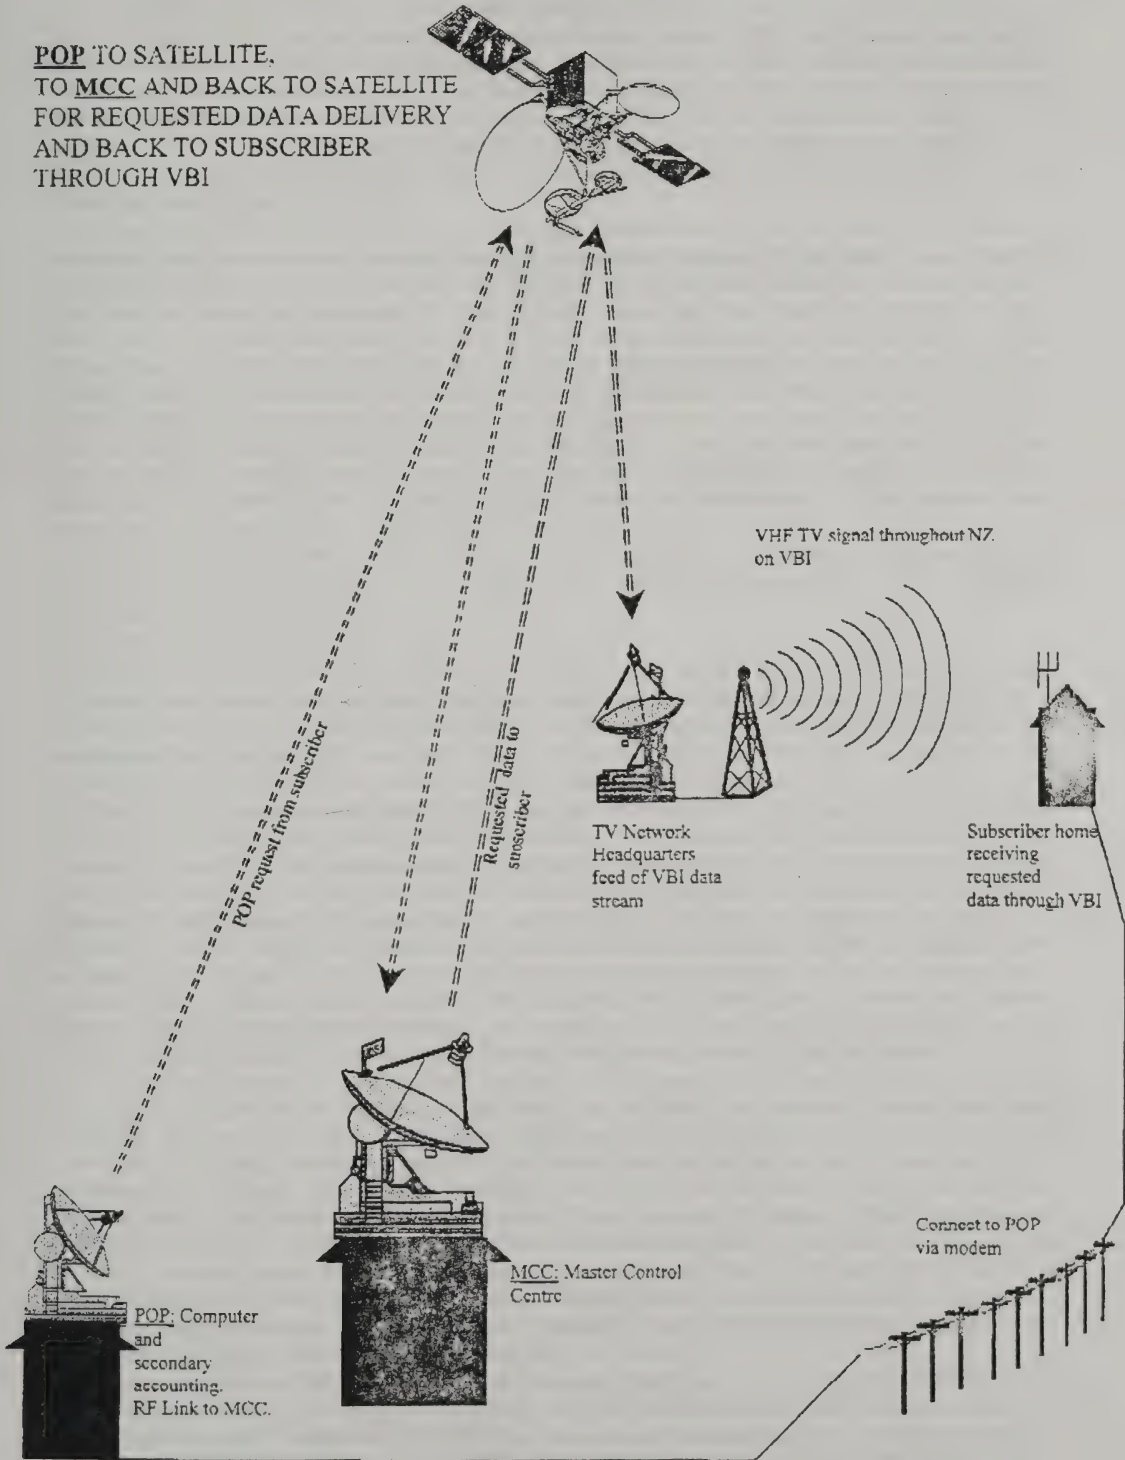 POP TO SATELLITE,
TO MCC AND BACK TO SATELLITE
FOR REQUESTED DATA DELIVERY
AND BACK TO SUBSCRIBER
THROUGH VBI
VHF TV signal throughout NZ
on VBI
POP request from subscriber
Requested data to
subscriber
TV Network
Headquarters
feed of VBI data
stream
Subscriber home
receiving
requested
data through VBI
Connect to POP
via modem
MCC: Master Control
Centre
POP: Computer
and
secondary
accounting.
RF Link to MCC.